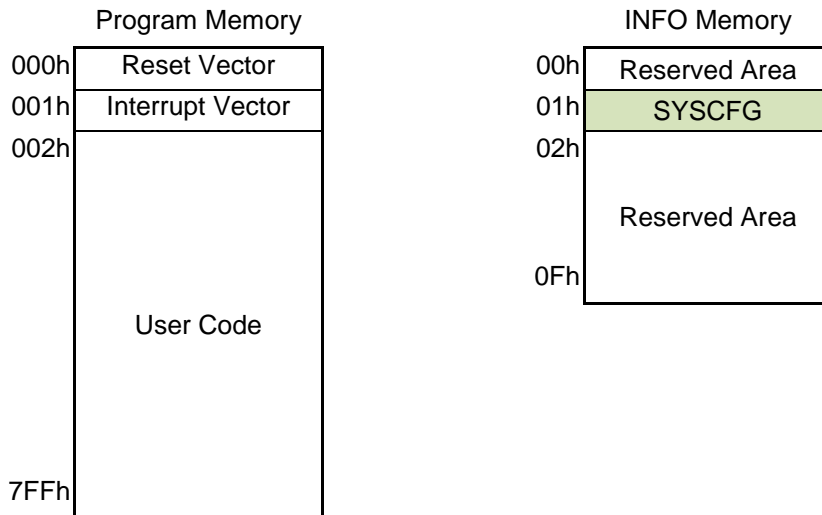 Program Memory
000h Reset Vector
001h Interrupt Vector
002h
User Code
7FFh
INFO Memory
00h Reserved Area
01h SYSCFG
02h
Reserved Area
0Fh